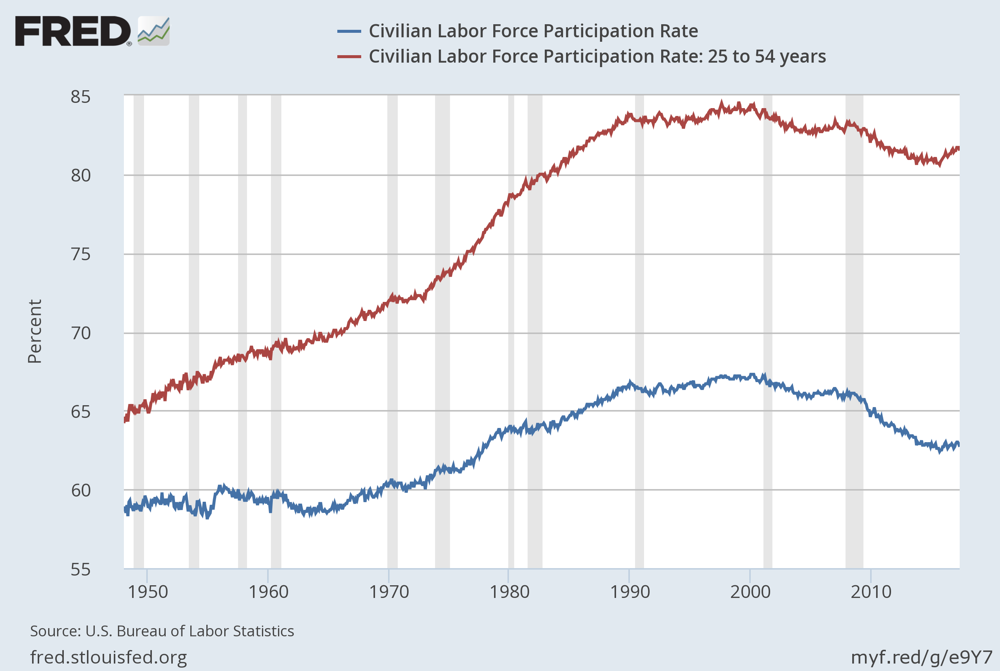 FRED®
Civilian Labor Force Participation Rate
Civilian Labor Force Participation Rate: 25 to 54 years
85
80
75
70
65
60
55
Percent
1950 1960 1970 1980 1990 2000 2010
Source: U.S. Bureau of Labor Statistics
fred.stlouisfed.org
myf.red/g/e9Y7